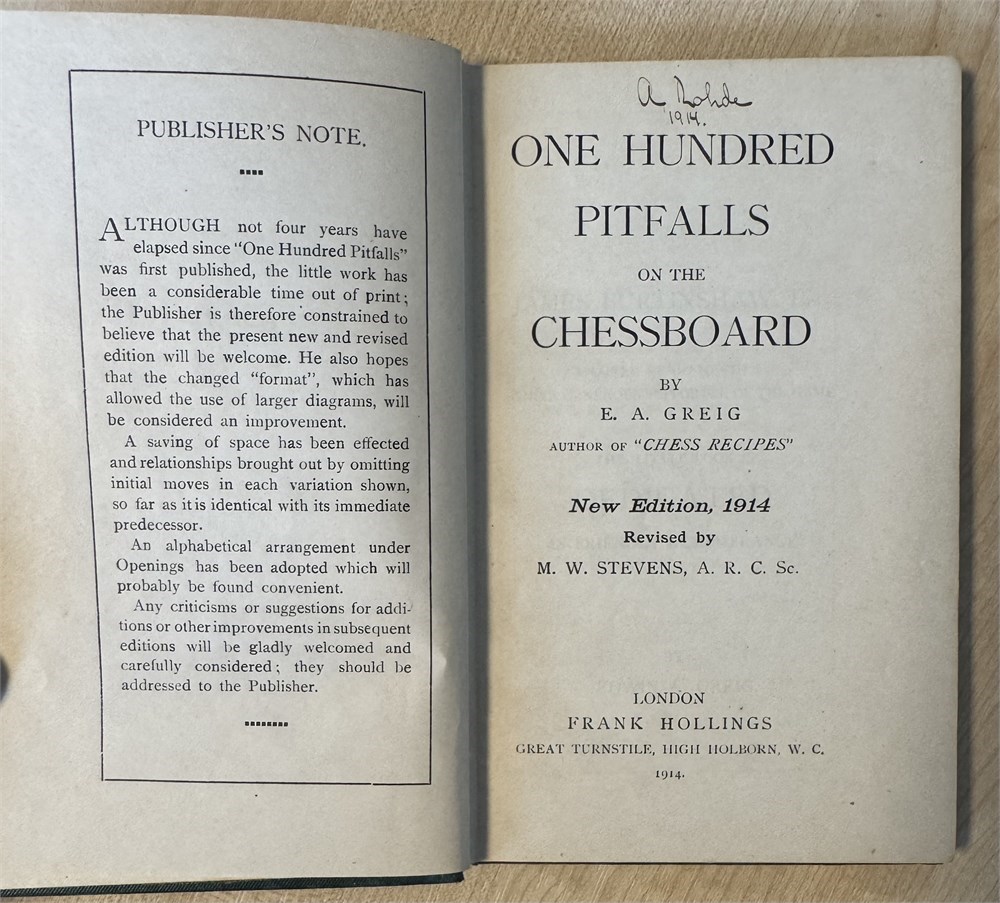 PUBLISHER'S NOTE.
ALTHOUGH not four years have
elapsed since "One Hundred Pitfalls"
was first published, the little work has
been a considerable time out of print;
the Publisher is therefore constrained to
believe that the present new and revised
edition will be welcome. He also hopes
that the changed "format", which has
allowed the use of larger diagrams, will
be considered an improvement.
A saving of space has been effected
and relationships brought out by omitting
initial moves in each variation shown,
so far as it is identical with its immediate
predecessor.
An alphabetical arrangement under
Openings has been adopted which will
probably be found convenient.
Any criticisms or suggestions for addi-
tions or other improvements in subsequent
editions will be gladly welcomed and
carefully considered; they should be
addressed to the Publisher.
A Rohde
1914.
ONE HUNDRED
PITFALLS
ON THE
CHESSBOARD
BY
E. A. GREIG
AUTHOR OF "CHESS RECIPES"
New Edition, 1914
Revised by
M. W. STEVENS, A. R. C. Sc.
LONDON
FRANK HOLLINGS
GREAT TURNSTILE, HIGH HOLBORN, W. C.
1914.